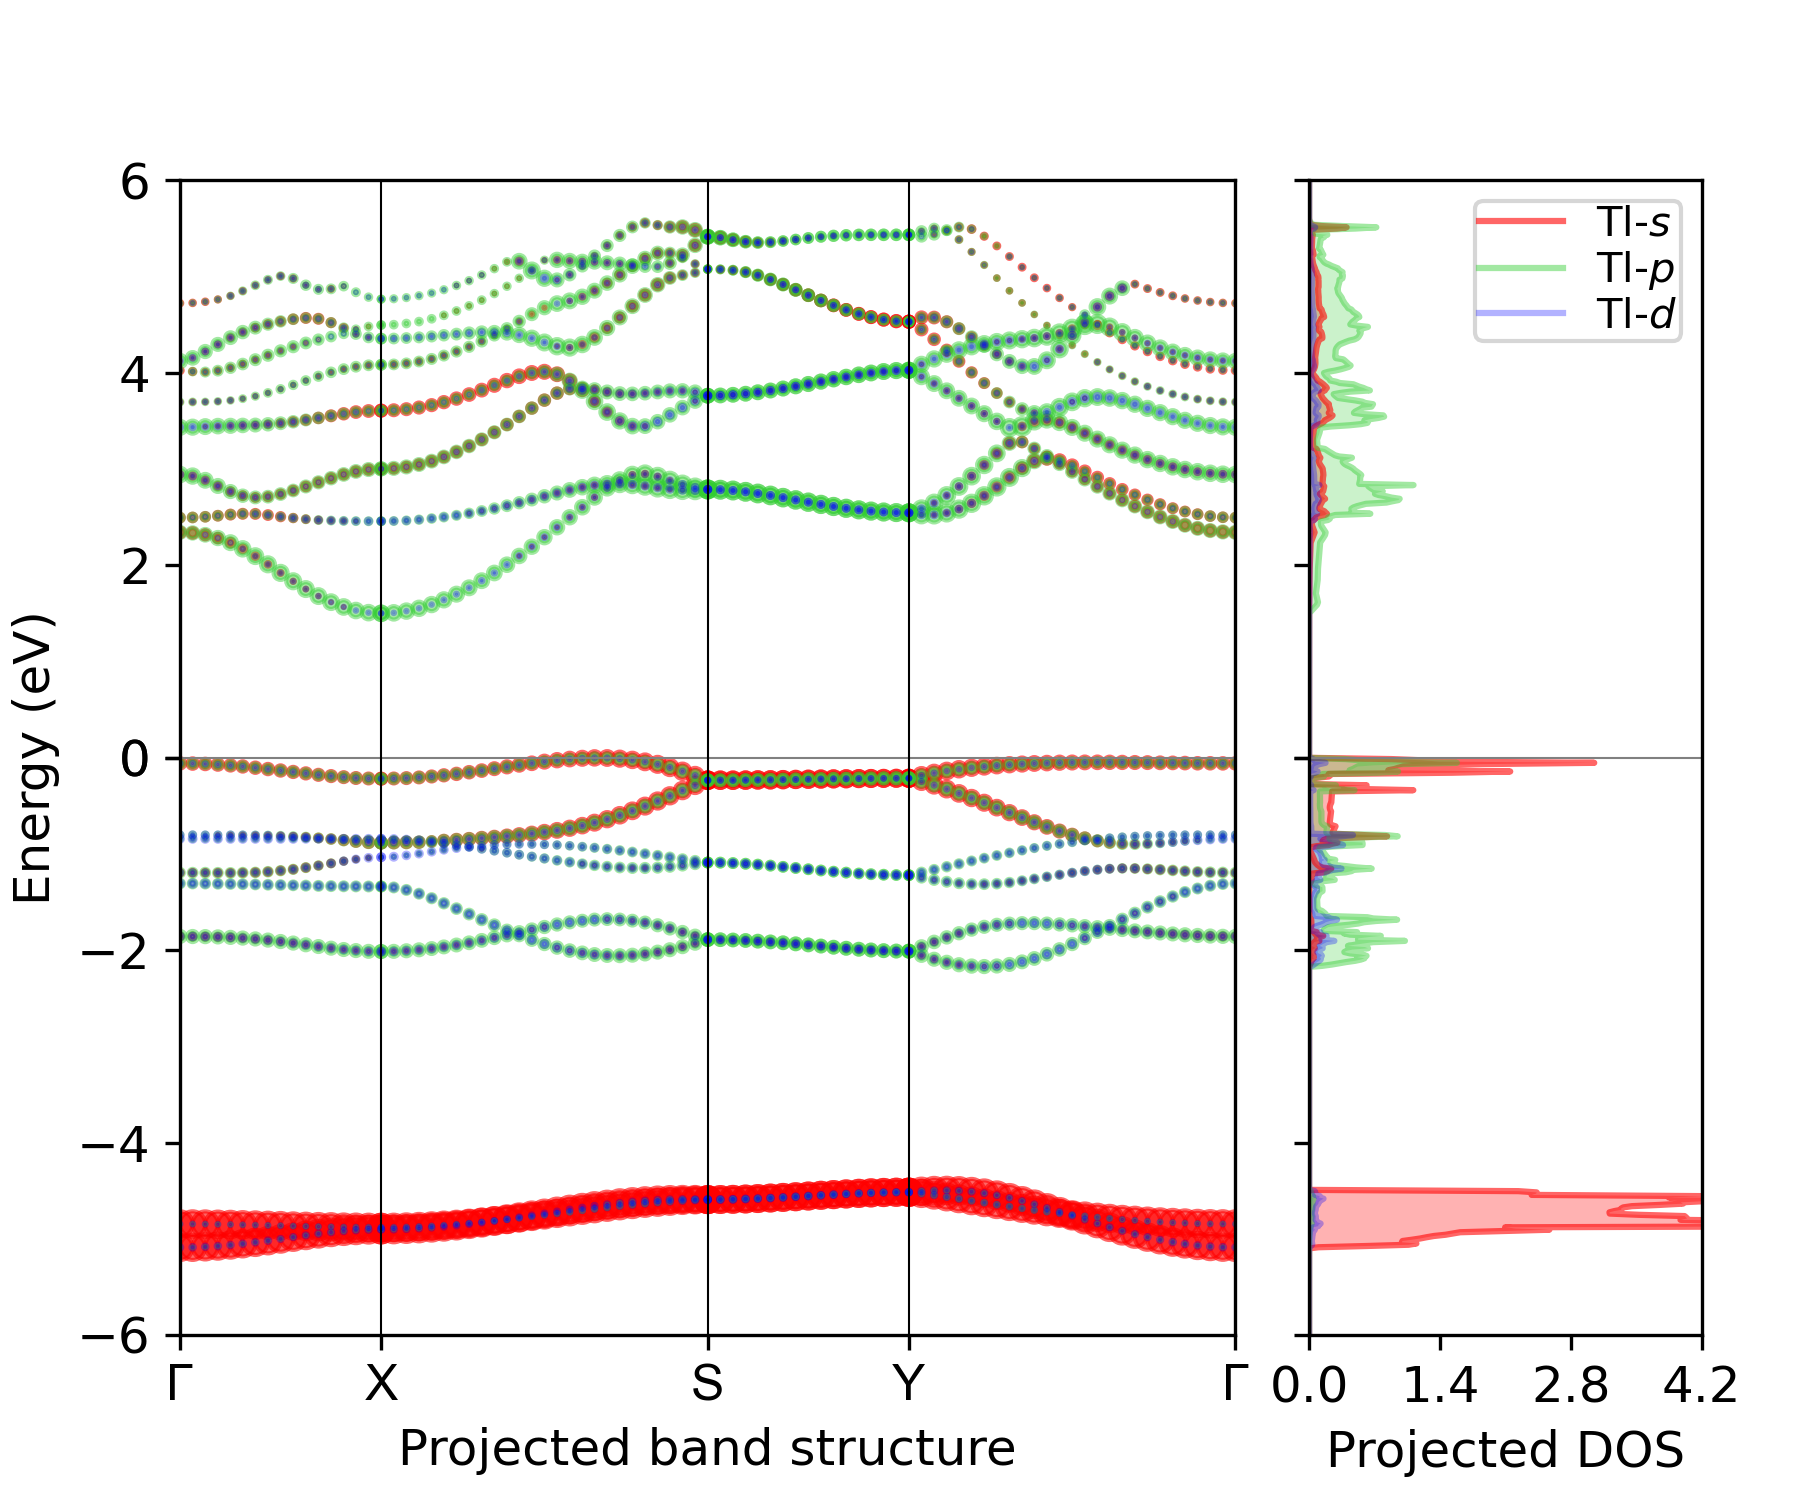 6
4
2
0
−2
−4
−6
Energy (eV)
Γ X S Y Γ
Projected band structure
Tl-s
Tl-p
Tl-d
0.0 1.4 2.8 4.2
Projected DOS